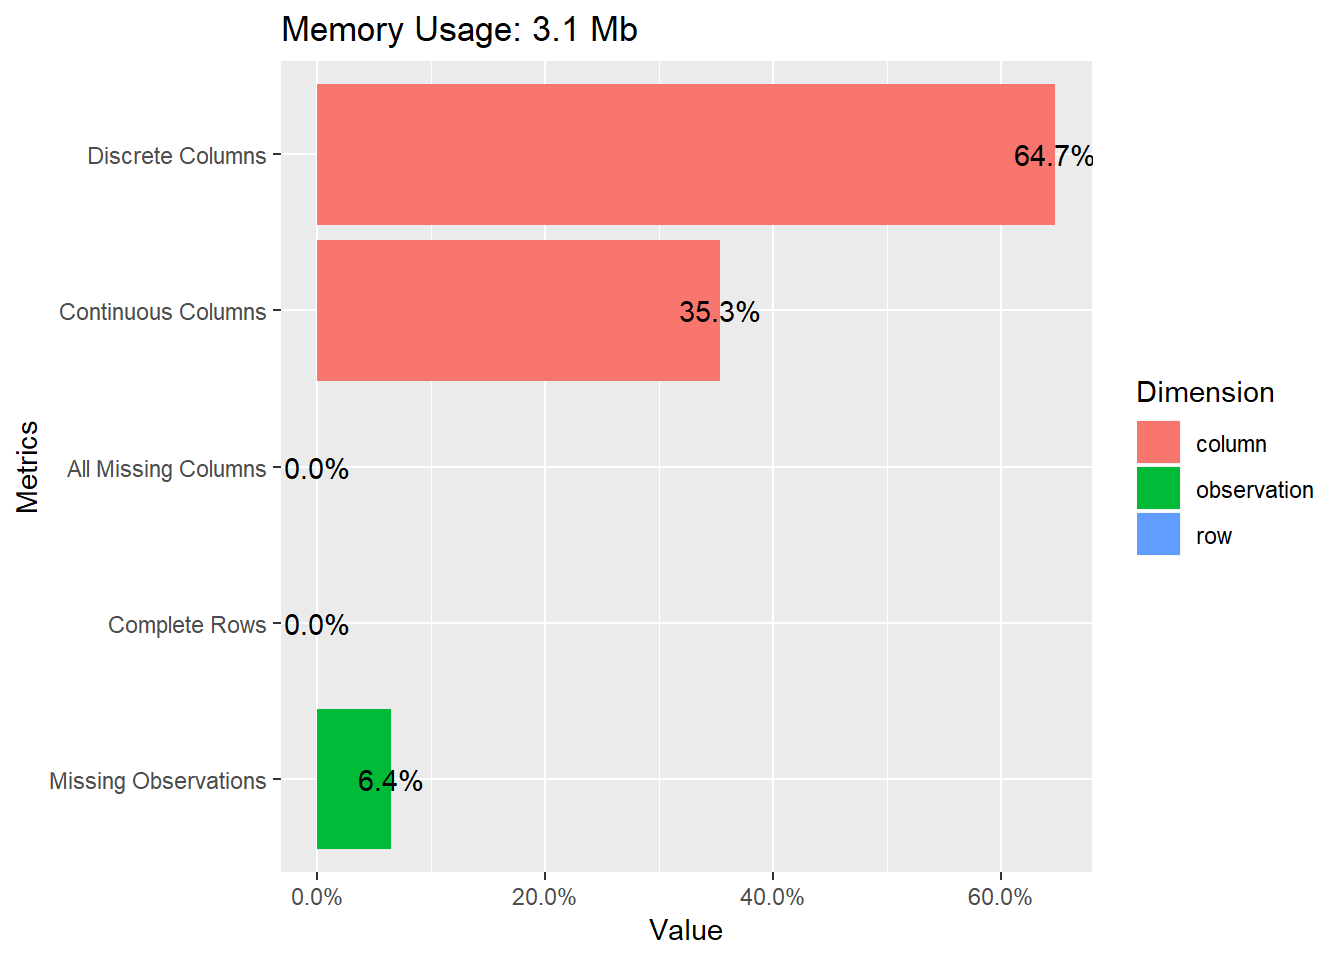 Memory Usage: 3.1 Mb
Discrete Columns
64.7%
Continuous Columns
35.3%
All Missing Columns
0.0%
Complete Rows
0.0%
Missing Observations
6.4%
Metrics
0.0%
20.0%
40.0%
60.0%
Value
Dimension
column
observation
row